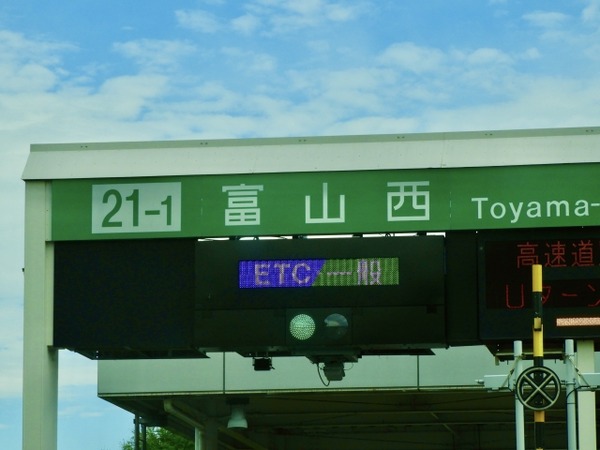 21-1 富山西 Toyama-
ETC/一般
高速道
Uターン